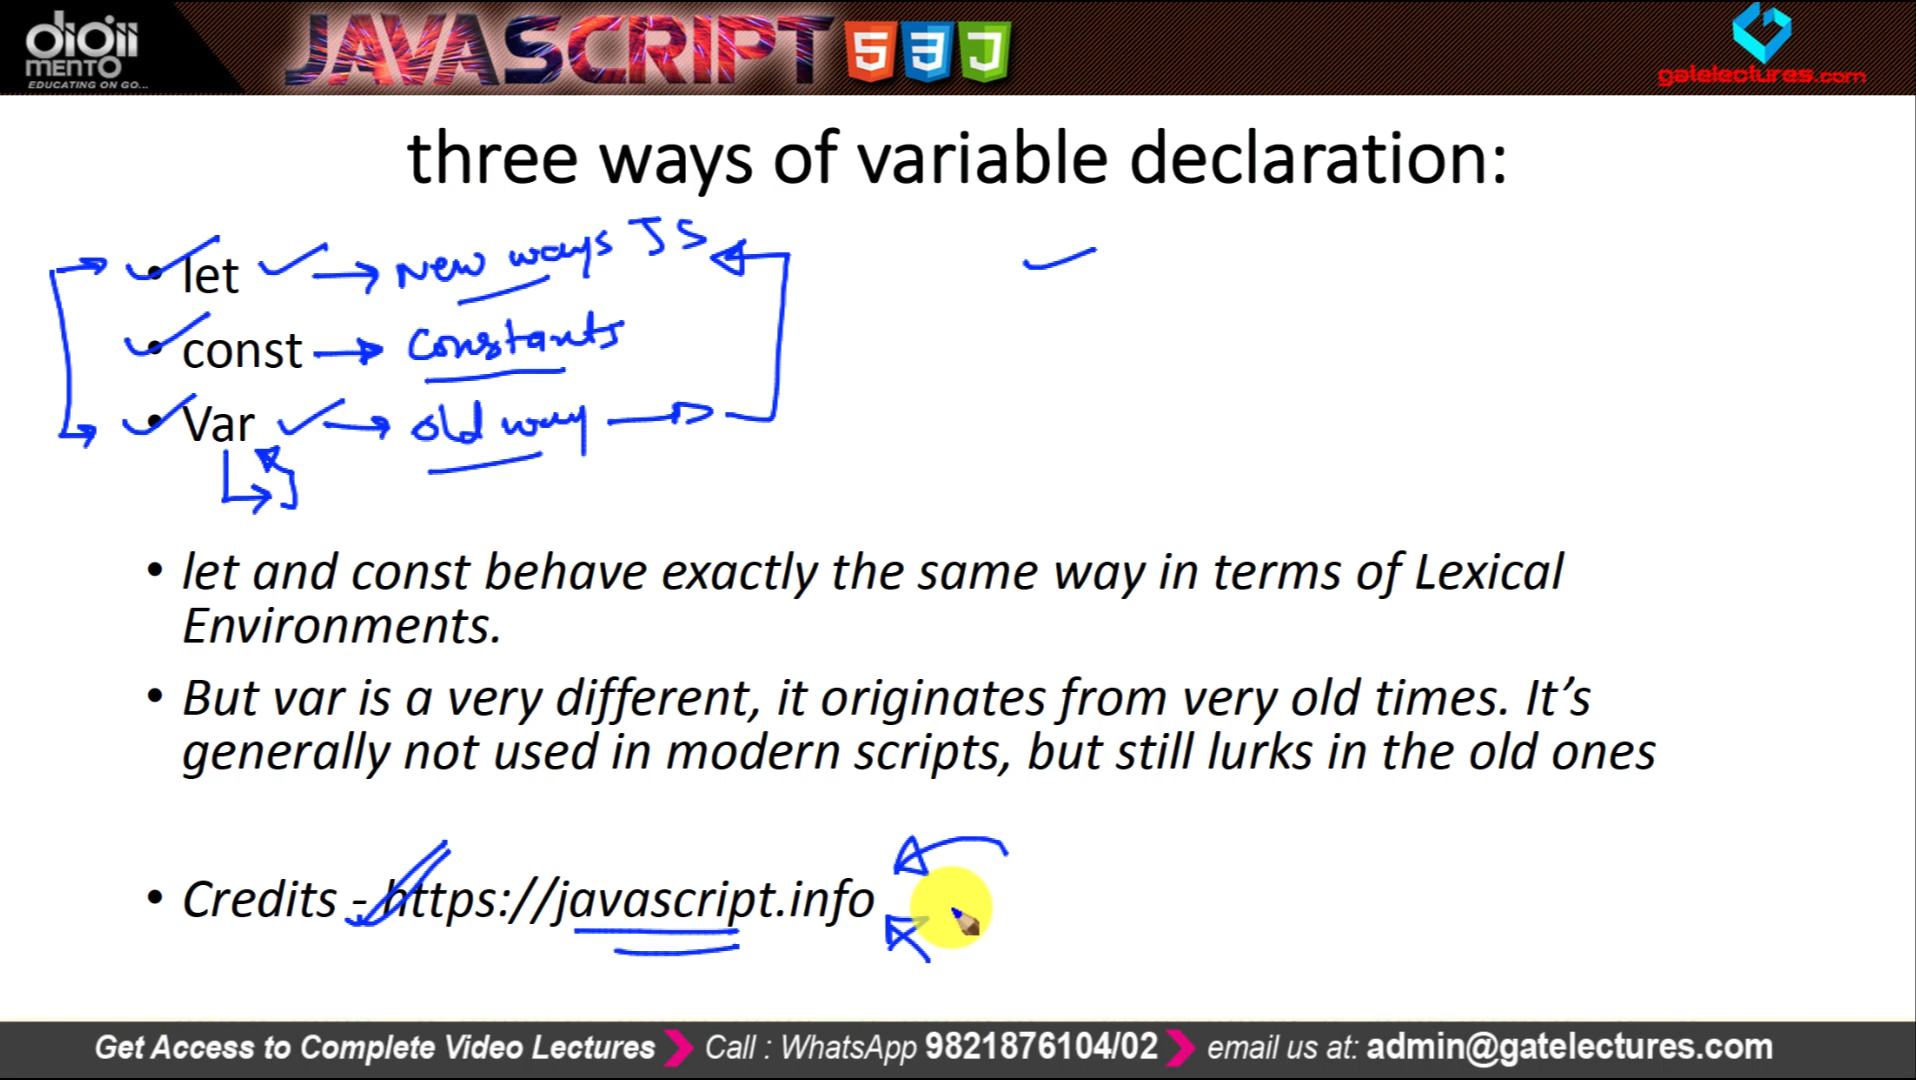 digii
MENTO
EDUCATING ON GO...
JAVASCRIPT
5 3 J
gatelectures.com
three ways of variable declaration:
• let → New ways JS
• const → constants
• Var → old way
• let and const behave exactly the same way in terms of Lexical
Environments.
• But var is a very different, it originates from very old times. It's
generally not used in modern scripts, but still lurks in the old ones
• Credits - https://javascript.info
Get Access to Complete Video Lectures Call : WhatsApp 9821876104/02 email us at: admin@gatelectures.com